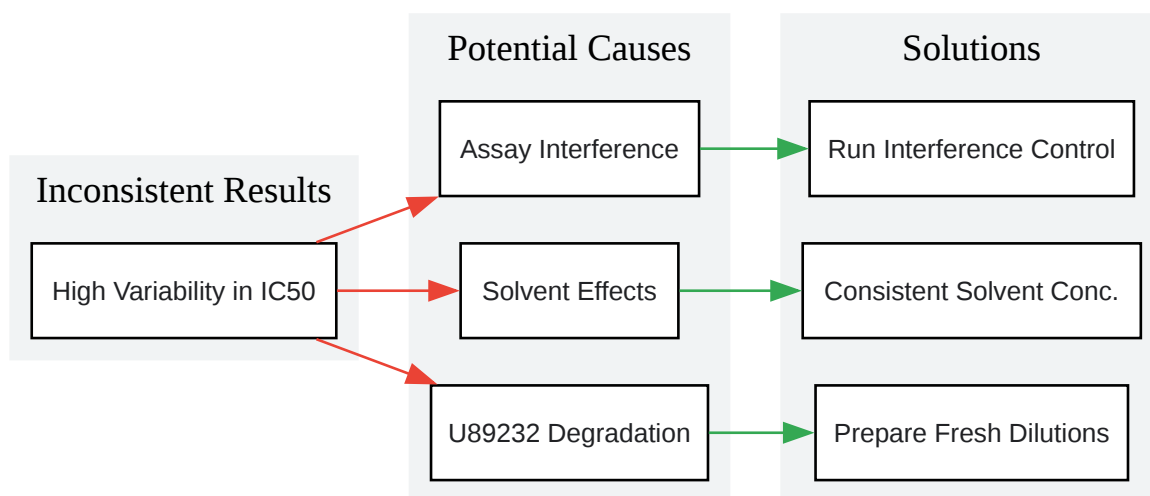 Inconsistent Results
High Variability in IC50
Potential Causes
Assay Interference
Solvent Effects
U89232 Degradation
Solutions
Run Interference Control
Consistent Solvent Conc.
Prepare Fresh Dilutions